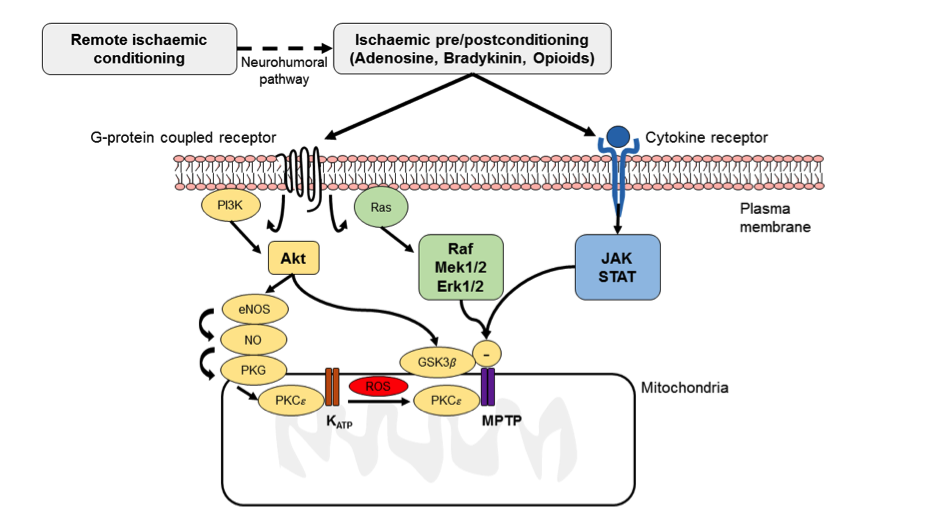 Remote ischaemic
conditioning
Neurohumoral
pathway
Ischaemic pre/postconditioning
(Adenosine, Bradykinin, Opioids)
G-protein coupled receptor
Cytokine receptor
PI3K
Ras
Plasma
membrane
Akt
Raf
Mek1/2
Erk1/2
JAK
STAT
eNOS
NO
PKG
GSK3β
-
Mitochondria
PKCε
ROS
PKCε
KATP
MPTP